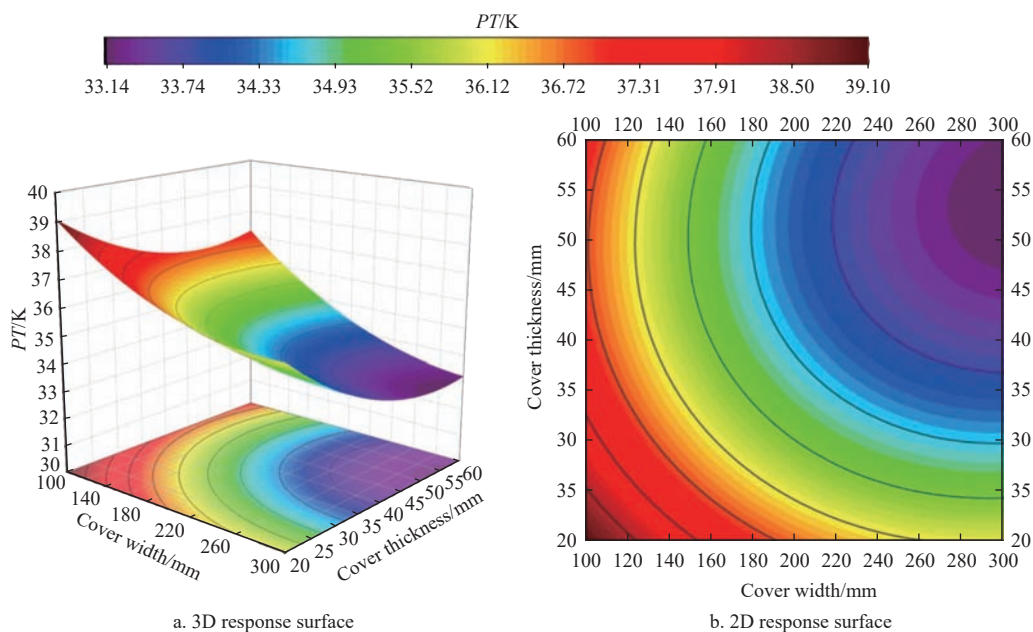 PT/K
33.14 33.74 34.33 34.93 35.52 36.12 36.72 37.31 37.91 38.50 39.10
40
39
38
37
36
35
34
33
32
31
30
PT/K
100 140 180 220 260 300
Cover width/mm
20 25 30 35 40 45 50 55 60
Cover thickness/mm
a. 3D response surface
100 120 140 160 180 200 220 240 260 280 300
60 60
55 55
50 50
45 45
40 40
35 35
30 30
35 35
20 20
Cover thickness/mm
100 120 140 160 180 200 220 240 260 280 300
Cover width/mm
b. 2D response surface